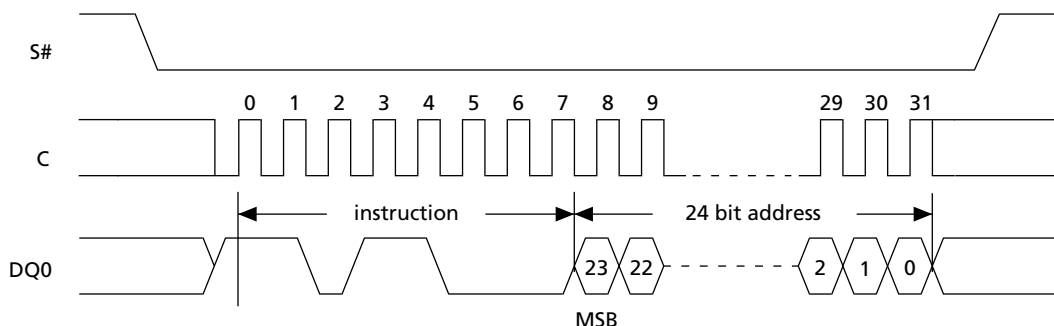 S#
0 1 2 3 4 5 6 7 8 9 29 30 31
C
instruction 24 bit address
DQ0 23 22 2 1 0
MSB